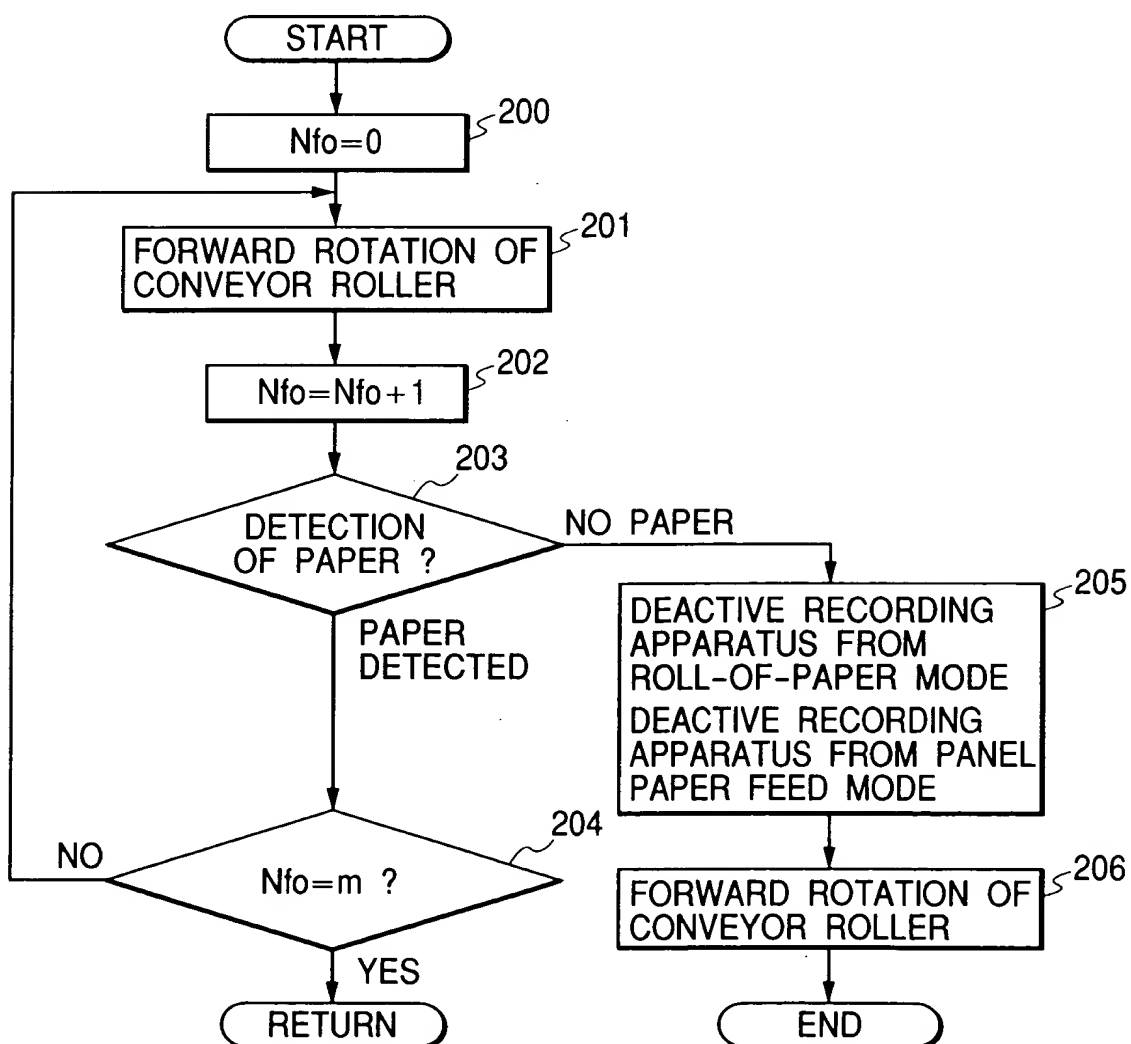 START
200
Nfo=0
201
FORWARD ROTATION OF
CONVEYOR ROLLER
202
Nfo=Nfo+1
203
DETECTION
OF PAPER ?
NO PAPER
PAPER
DETECTED
205
DEACTIVE RECORDING
APPARATUS FROM
ROLL-OF-PAPER MODE
DEACTIVE RECORDING
APPARATUS FROM PANEL
PAPER FEED MODE
204
NO
Nfo=m ?
YES
206
FORWARD ROTATION OF
CONVEYOR ROLLER
RETURN
END